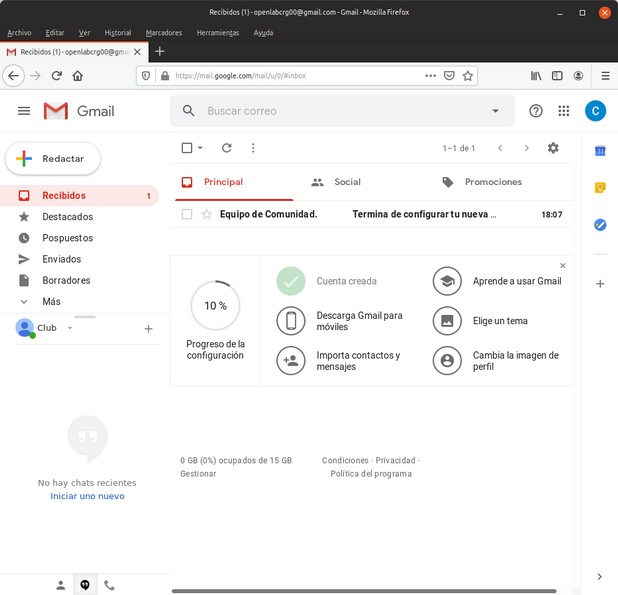 Recibidos (1) - openlabcrg00@gmail.com - Gmail - Mozilla Firefox
Archivo Editar Ver Historial Marcadores Herramientas Ayuda
Recibidos (1) - openlabcrg00@gma
https://mail.google.com/mail/u/0/#inbox
Gmail
Buscar correo
C
Redactar
1–1 de 1
31
Recibidos 1
Principal
Social
Promociones
Destacados
Equipo de Comunidad. Termina de configurar tu nueva ... 18:07
Pospuestos
Enviados
Borradores
Más
Club
10 %
Progreso de la
configuración
Cuenta creada
Aprende a usar Gmail
Descarga Gmail para
móviles
Elige un tema
Importa contactos y
mensajes
Cambia la imagen de
perfil
No hay chats recientes
Iniciar uno nuevo
0 GB (0%) ocupados de 15 GB
Gestionar
Condiciones · Privacidad ·
Política del programa